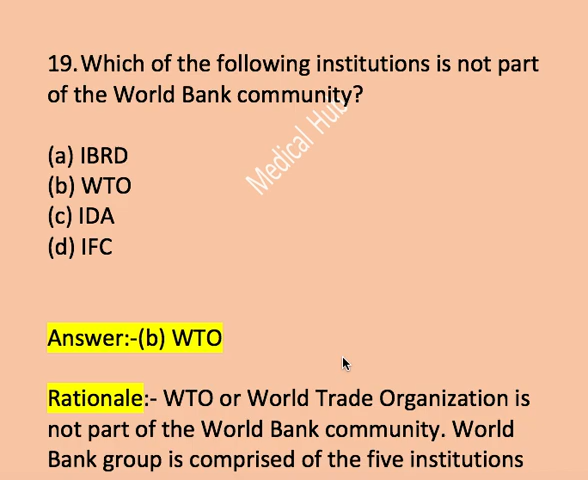 19. Which of the following institutions is not part
of the World Bank community?
(a) IBRD
(b) WTO
(c) IDA
(d) IFC
Medical Hub
Answer:-(b) WTO
Rationale:- WTO or World Trade Organization is
not part of the World Bank community. World
Bank group is comprised of the five institutions